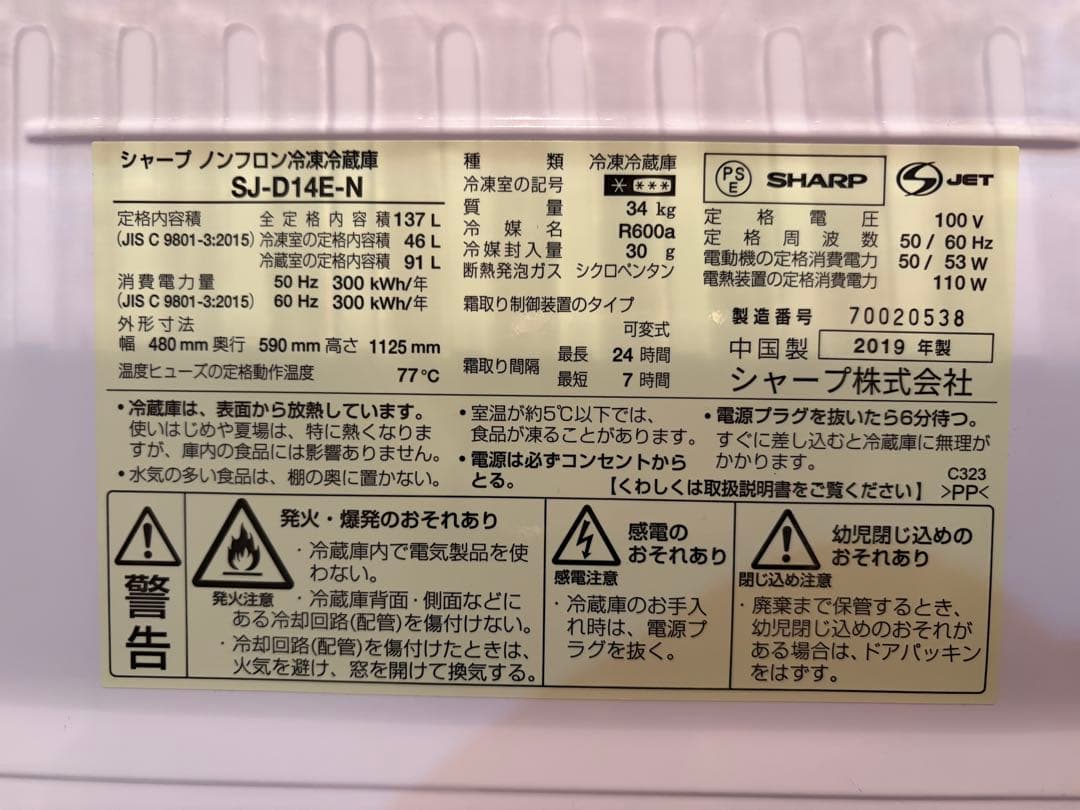 シャープ ノンフロン冷凍冷蔵庫
SJ-D14E-N
定格内容積 全定格内容積 137 L
(JIS C 9801-3:2015) 冷凍室の定格内容積 46 L
冷蔵室の定格内容積 91 L
消費電力量 50 Hz 300 kWh/年
(JIS C 9801-3:2015) 60 Hz 300 kWh/年
外形寸法
幅 480 mm 奥行 590 mm 高さ 1125 mm
温度ヒューズの定格動作温度 77℃
種類 冷凍冷蔵庫
冷凍室の記号 * ***
質量 34 kg
冷媒名 R600a
冷媒封入量 30 g
断熱発泡ガス シクロペンタン
霜取り制御装置のタイプ
可変式
霜取り間隔 最長 24 時間
最短 7 時間
PS
E
SHARP
S JET
定格電圧 100 V
定格周波数 50 / 60 Hz
電動機の定格消費電力 50 / 53 W
電熱装置の定格消費電力 110 W
製造番号 70020538
中国製 2019 年製
シャープ株式会社
・冷蔵庫は、表面から放熱しています。
使いはじめや夏場は、特に熱くなりま
すが、庫内の食品には影響ありません。
・水気の多い食品は、棚の奥に置かない。
・室温が約5℃以下では、
食品が凍ることがあります。
・電源は必ずコンセントから
とる。
・電源プラグを抜いたら6分待つ。
すぐに差し込むと冷蔵庫に無理が
かかります。
【くわしくは取扱説明書をご覧ください】
C323
>PP<
警告
発火・爆発のおそれあり
発火注意
・冷蔵庫内で電気製品を使
わない。
・冷蔵庫背面・側面などに
ある冷却回路(配管)を傷付けない。
・冷却回路(配管)を傷付けたときは、
火気を避け、窓を開けて換気する。
感電の
おそれあり
感電注意
・冷蔵庫のお手入
れ時は、電源プ
ラグを抜く。
幼児閉じ込めの
おそれあり
閉じ込め注意
・廃棄まで保管するとき、
幼児閉じ込めのおそれが
ある場合は、ドアパッキン
をはずす。